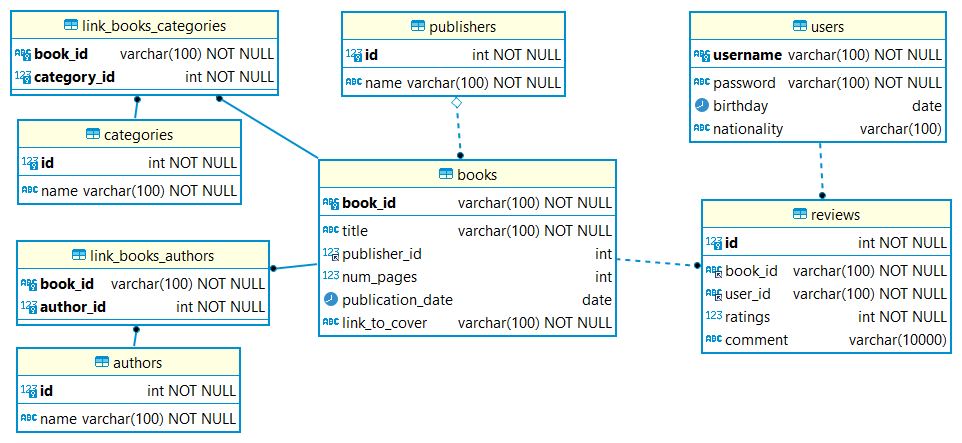 link_books_categories
book_id varchar(100) NOT NULL
category_id int NOT NULL
publishers
id int NOT NULL
name varchar(100) NOT NULL
users
username varchar(100) NOT NULL
password varchar(100) NOT NULL
birthday date
nationality varchar(100)
categories
id int NOT NULL
name varchar(100) NOT NULL
books
book_id varchar(100) NOT NULL
title varchar(100) NOT NULL
publisher_id int
num_pages int
publication_date date
link_to_cover varchar(100) NOT NULL
reviews
id int NOT NULL
book_id varchar(100) NOT NULL
user_id varchar(100) NOT NULL
ratings int NOT NULL
comment varchar(10000)
link_books_authors
book_id varchar(100) NOT NULL
author_id int NOT NULL
authors
id int NOT NULL
name varchar(100) NOT NULL